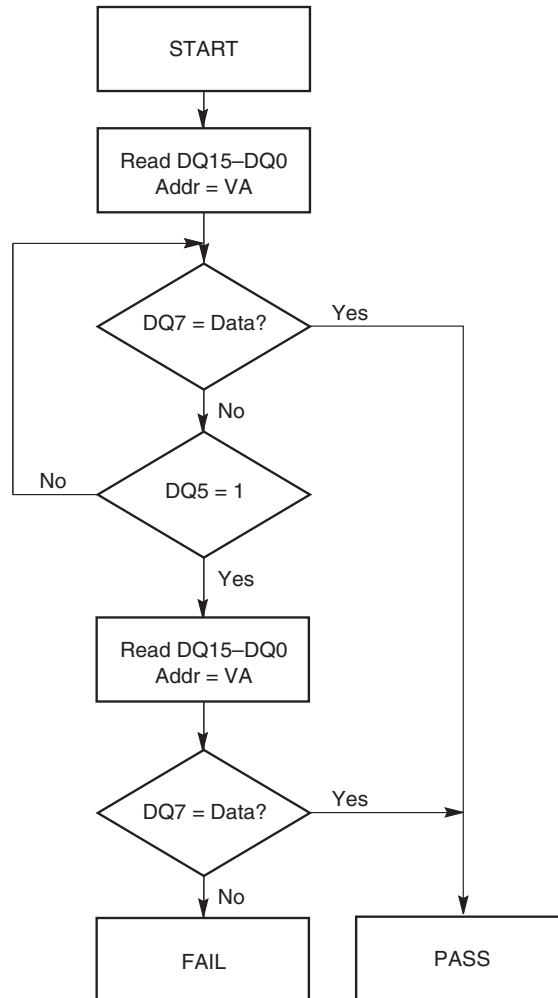 START
Read DQ15–DQ0
Addr = VA
DQ7 = Data?
Yes
No
DQ5 = 1
No
Yes
Read DQ15–DQ0
Addr = VA
DQ7 = Data?
Yes
No
FAIL
PASS